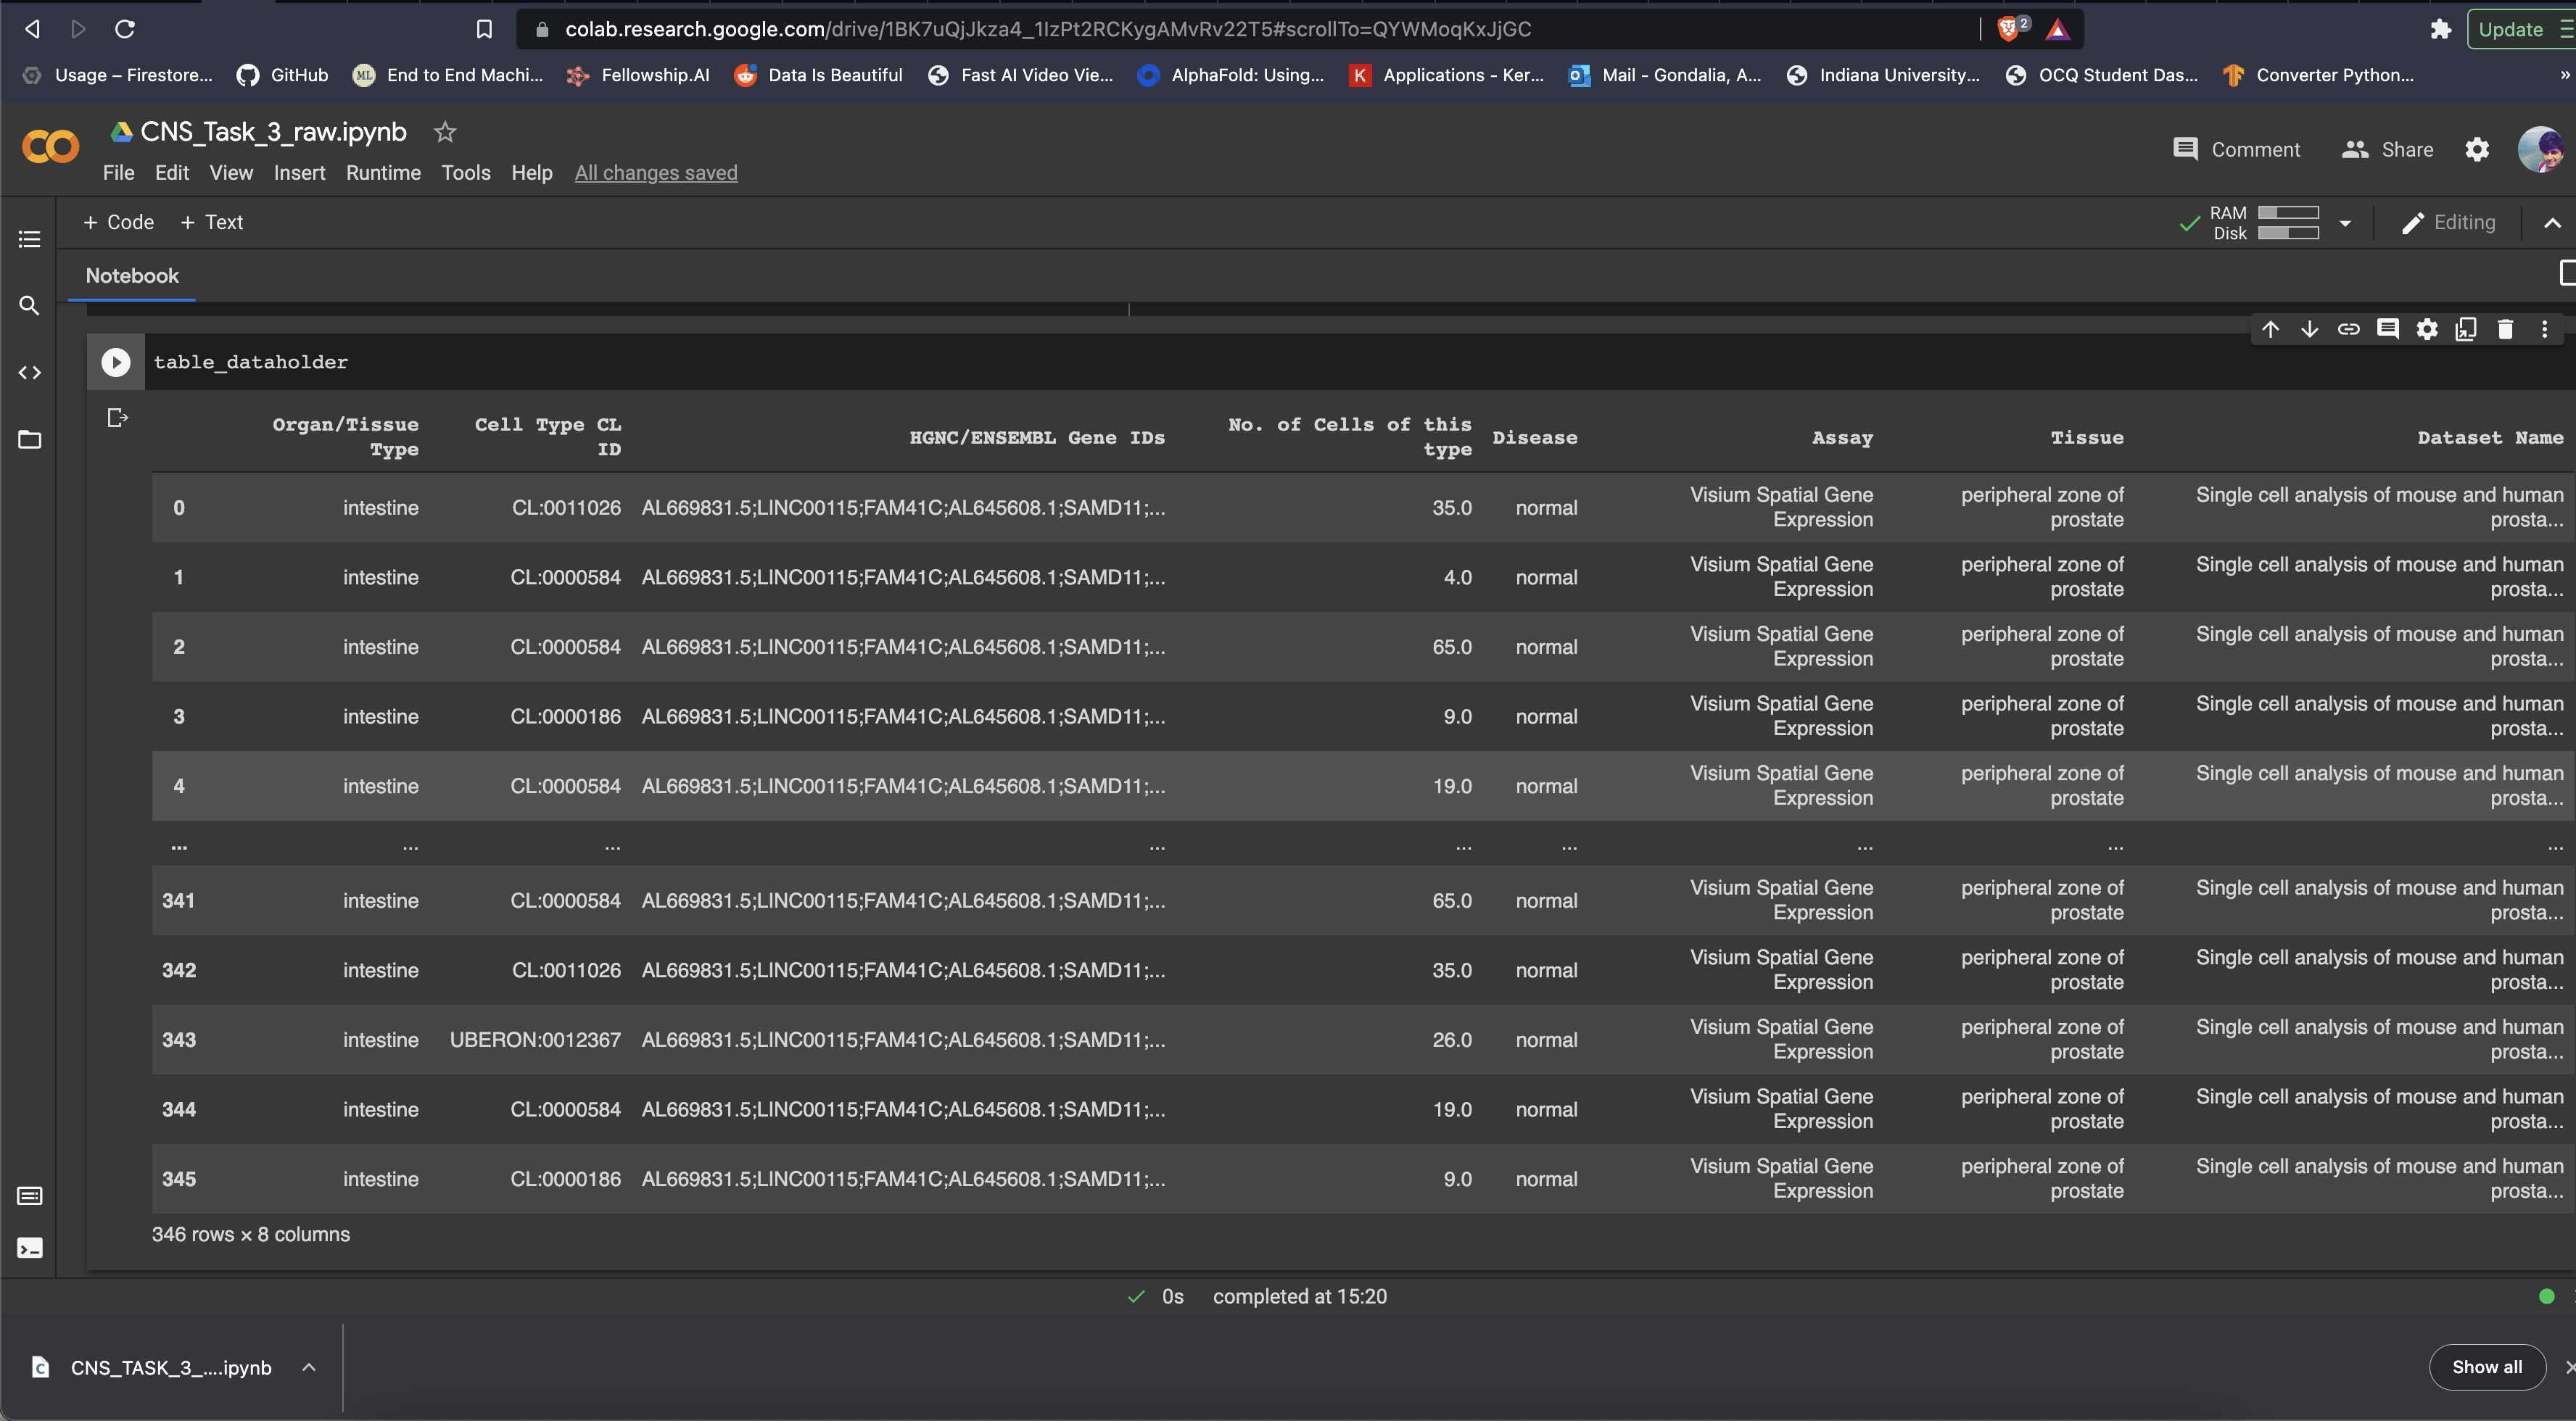 colab.research.google.com/drive/1BK7uQjJkza4_1IzPt2RCKygAMvRv22T5#scrollTo=QYWMoqKxJjGC
2
Update
Usage – Firestore... GitHub End to End Machi... Fellowship.AI Data Is Beautiful Fast AI Video Vie... AlphaFold: Using... Applications - Ker... Mail - Gondalia, A... Indiana University... OCQ Student Das... Converter Python... »
CNS_Task_3_raw.ipynb
File Edit View Insert Runtime Tools Help All changes saved
Comment Share
+ Code + Text
RAM
Disk
Editing
Notebook
table_dataholder
Organ/Tissue Type Cell Type CL ID HGNC/ENSEMBL Gene IDs No. of Cells of this type Disease Assay Tissue Dataset Name
0 intestine CL:0011026 AL669831.5;LINC00115;FAM41C;AL645608.1;SAMD11;... 35.0 normal Visium Spatial Gene Expression peripheral zone of prostate Single cell analysis of mouse and human prosta...
1 intestine CL:0000584 AL669831.5;LINC00115;FAM41C;AL645608.1;SAMD11;... 4.0 normal Visium Spatial Gene Expression peripheral zone of prostate Single cell analysis of mouse and human prosta...
2 intestine CL:0000584 AL669831.5;LINC00115;FAM41C;AL645608.1;SAMD11;... 65.0 normal Visium Spatial Gene Expression peripheral zone of prostate Single cell analysis of mouse and human prosta...
3 intestine CL:0000186 AL669831.5;LINC00115;FAM41C;AL645608.1;SAMD11;... 9.0 normal Visium Spatial Gene Expression peripheral zone of prostate Single cell analysis of mouse and human prosta...
4 intestine CL:0000584 AL669831.5;LINC00115;FAM41C;AL645608.1;SAMD11;... 19.0 normal Visium Spatial Gene Expression peripheral zone of prostate Single cell analysis of mouse and human prosta...
... ... ... ... ... ... ... ... ...
341 intestine CL:0000584 AL669831.5;LINC00115;FAM41C;AL645608.1;SAMD11;... 65.0 normal Visium Spatial Gene Expression peripheral zone of prostate Single cell analysis of mouse and human prosta...
342 intestine CL:0011026 AL669831.5;LINC00115;FAM41C;AL645608.1;SAMD11;... 35.0 normal Visium Spatial Gene Expression peripheral zone of prostate Single cell analysis of mouse and human prosta...
343 intestine UBERON:0012367 AL669831.5;LINC00115;FAM41C;AL645608.1;SAMD11;... 26.0 normal Visium Spatial Gene Expression peripheral zone of prostate Single cell analysis of mouse and human prosta...
344 intestine CL:0000584 AL669831.5;LINC00115;FAM41C;AL645608.1;SAMD11;... 19.0 normal Visium Spatial Gene Expression peripheral zone of prostate Single cell analysis of mouse and human prosta...
345 intestine CL:0000186 AL669831.5;LINC00115;FAM41C;AL645608.1;SAMD11;... 9.0 normal Visium Spatial Gene Expression peripheral zone of prostate Single cell analysis of mouse and human prosta...
346 rows × 8 columns
0s completed at 15:20
CNS_TASK_3_....ipynb
Show all